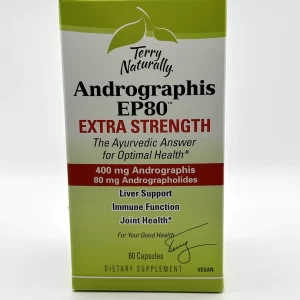 Terry
Naturally®
Andrographis
EP80™
EXTRA STRENGTH
The Ayurvedic Answer
for Optimal Health*
400 mg Andrographis
80 mg Andrographolides
Liver Support
Immune Function
Joint Health*
For Your Good Health
Terry
60 Capsules
DIETARY SUPPLEMENT
VEGAN